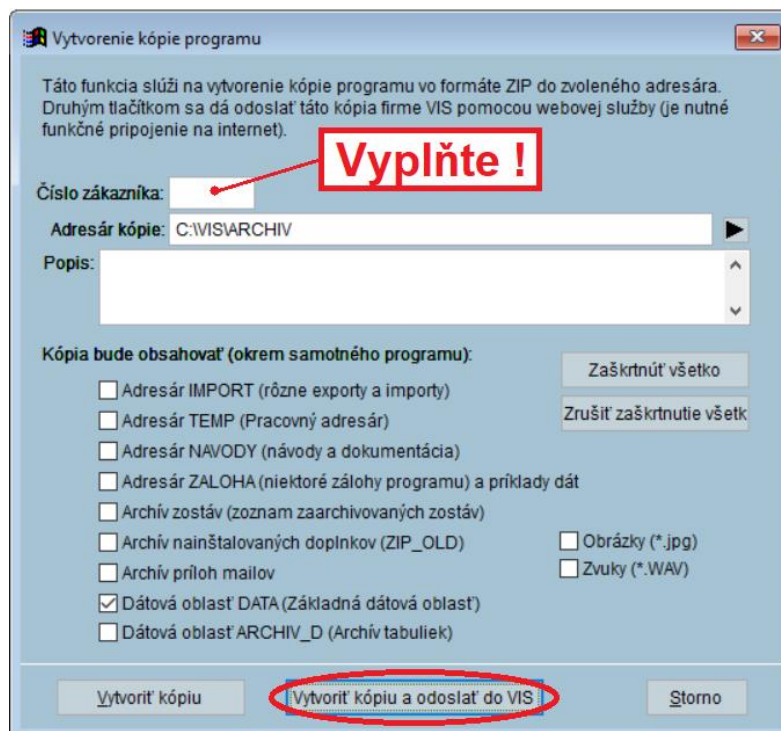 Vytvorenie kópie programu
Táto funkcia slúži na vytvorenie kópie programu vo formáte ZIP do zvoleného adresára.
Druhým tlačítkom sa dá odoslať táto kópia firme VIS pomocou webovej služby (je nutné
funkčné pripojenie na internet).
Vyplňte !
Číslo zákazníka:
Adresár kópie: C:\VIS\ARCHIV
Popis:
Kópia bude obsahovať (okrem samotného programu):
Zaškrtnúť všetko
Zrušiť zaškrtnutie všetk
Adresár IMPORT (rôzne exporty a importy)
Adresár TEMP (Pracovný adresár)
Adresár NAVODY (návody a dokumentácia)
Adresár ZALOHA (niektoré zálohy programu) a príklady dát
Archív zostáv (zoznam zaarchivovaných zostáv)
Archív nainštalovaných doplnkov (ZIP_OLD)
Archív príloh mailov
Dátová oblasť DATA (Základná dátová oblasť)
Dátová oblasť ARCHIV_D (Archív tabuliek)
Obrázky (*.jpg)
Zvuky (*.WAV)
Vytvoriť kópiu
Vytvoriť kópiu a odoslať do VIS
Storno